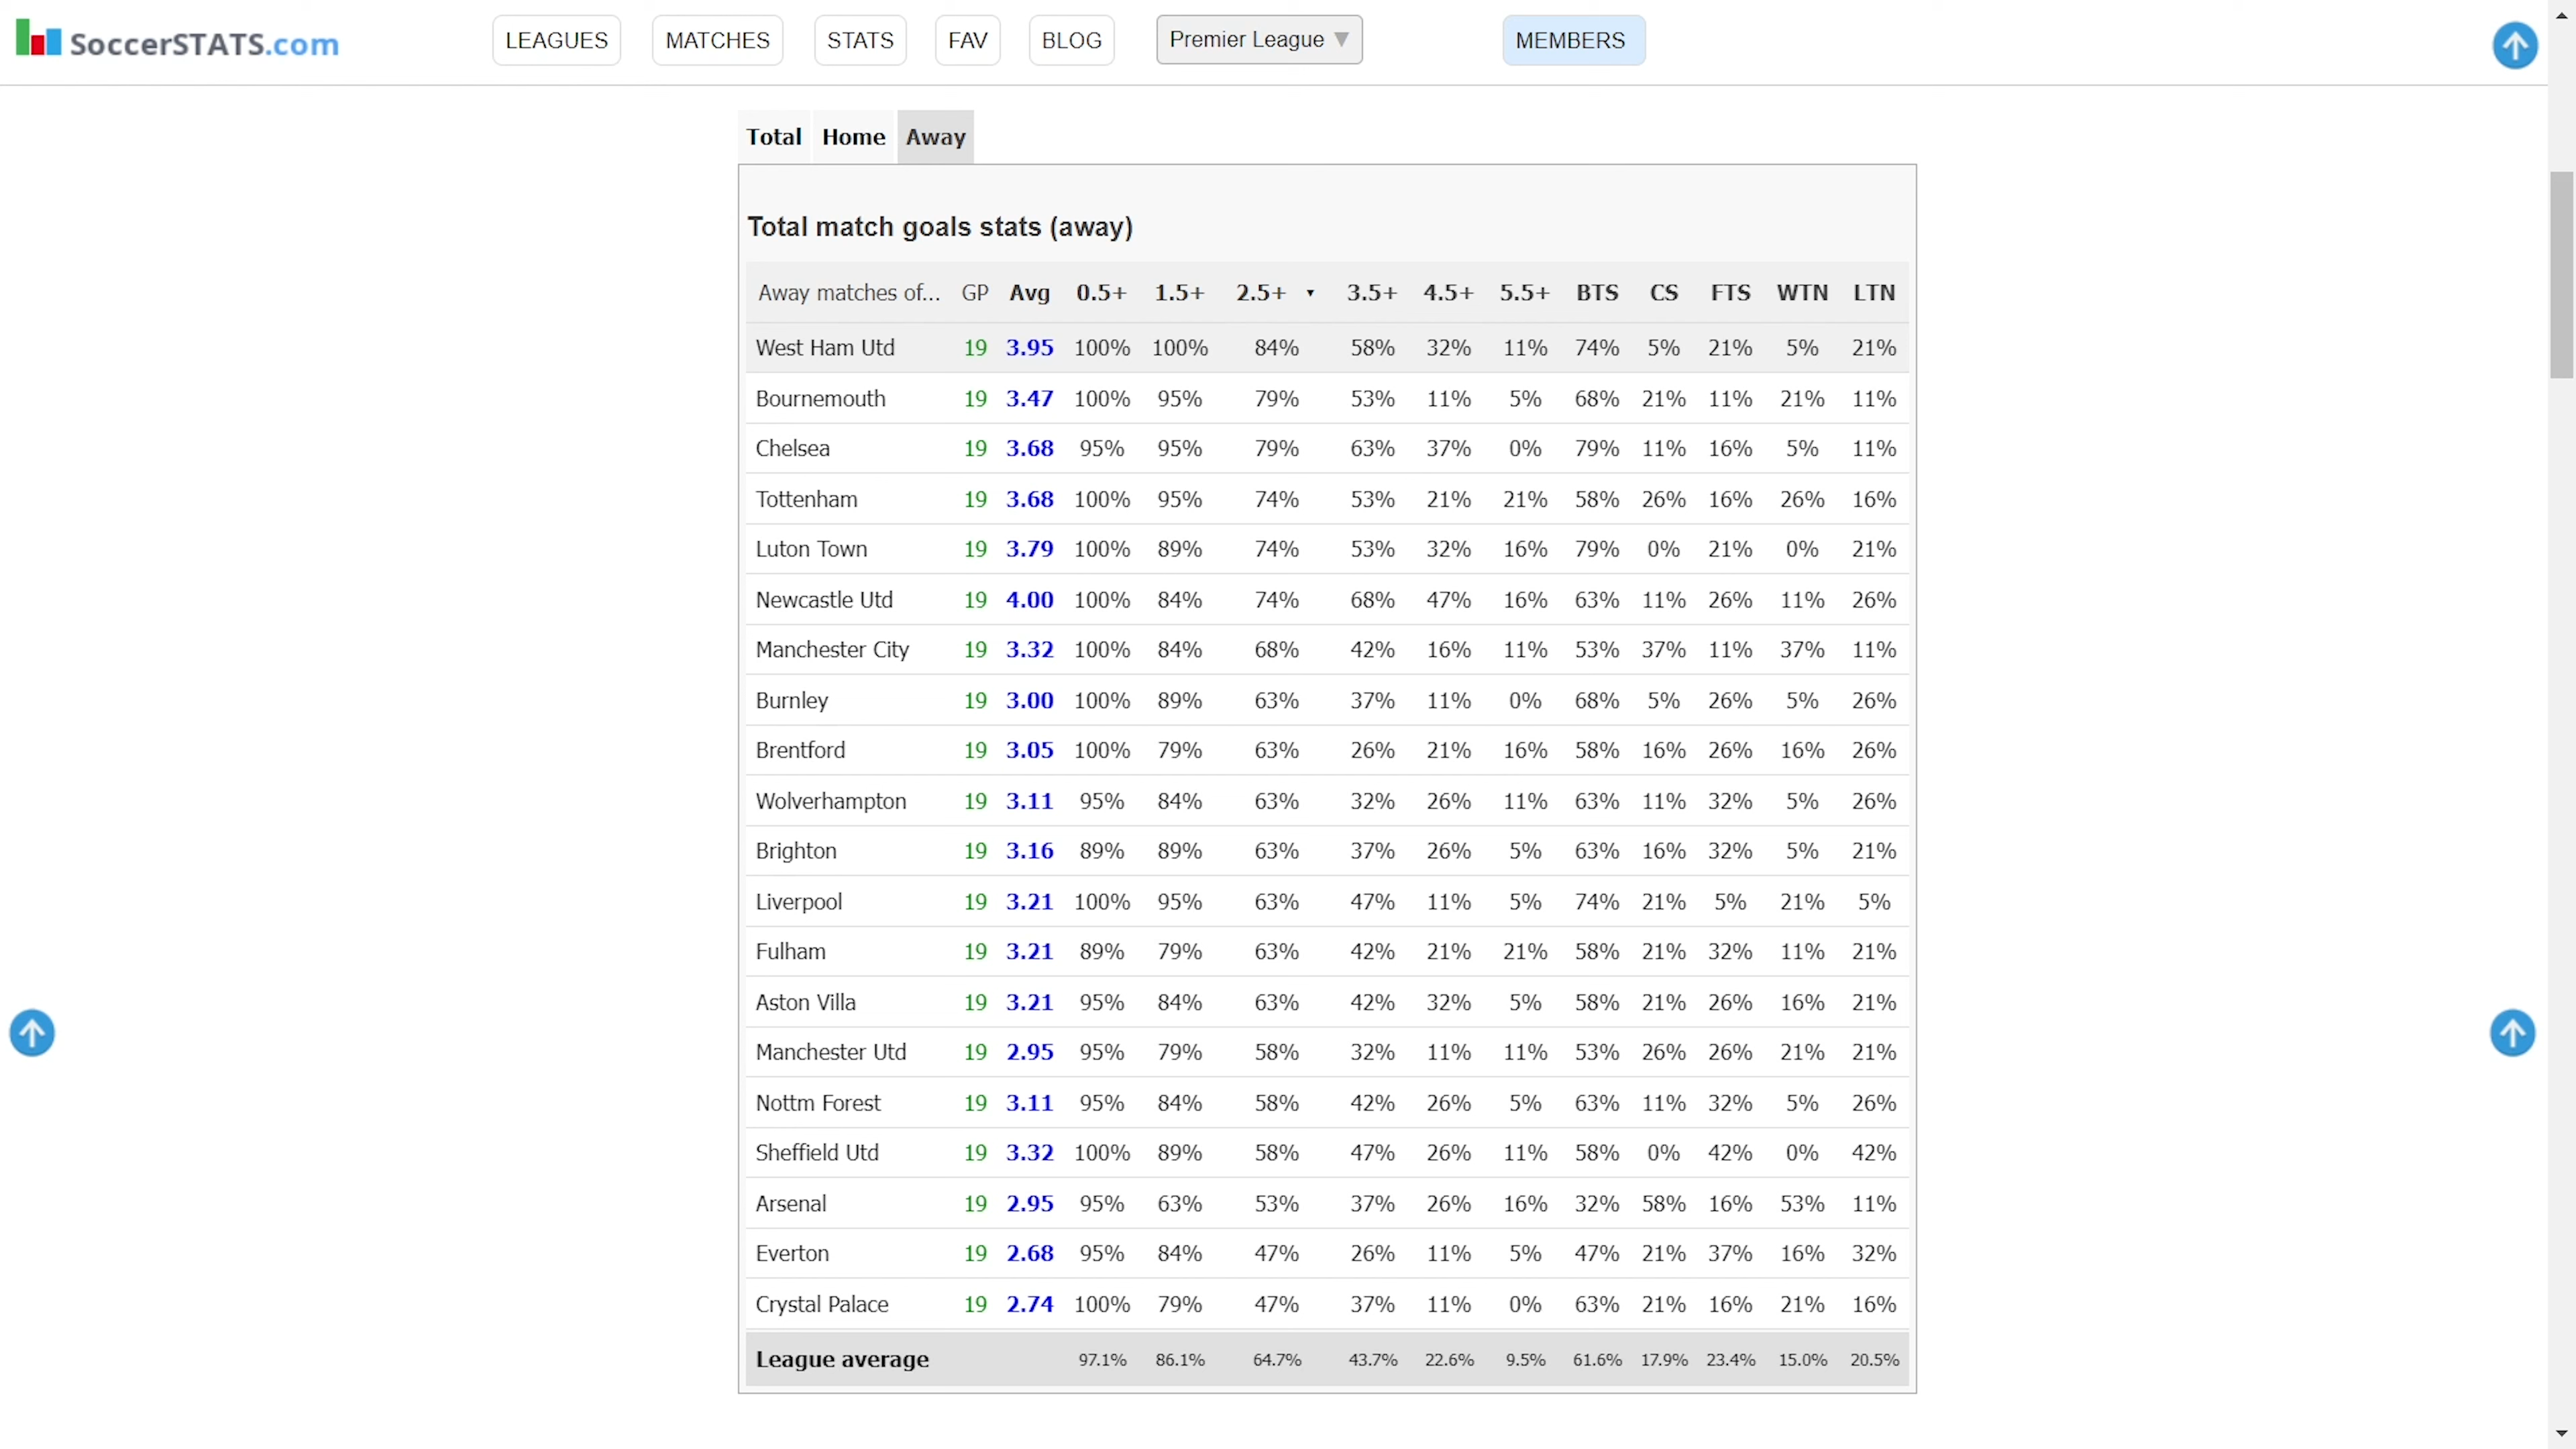 SoccerSTATS.com LEAGUES MATCHES STATS FAV BLOG Premier League ▼ MEMBERS
Total Home Away
Total match goals stats (away)
Away matches of... GP Avg 0.5+ 1.5+ 2.5+ ▼ 3.5+ 4.5+ 5.5+ BTS CS FTS WTN LTN
West Ham Utd 19 3.95 100% 100% 84% 58% 32% 11% 74% 5% 21% 5% 21%
Bournemouth 19 3.47 100% 95% 79% 53% 11% 5% 68% 21% 11% 21% 11%
Chelsea 19 3.68 95% 95% 79% 63% 37% 0% 79% 11% 16% 5% 11%
Tottenham 19 3.68 100% 95% 74% 53% 21% 21% 58% 26% 16% 26% 16%
Luton Town 19 3.79 100% 89% 74% 53% 32% 16% 79% 0% 21% 0% 21%
Newcastle Utd 19 4.00 100% 84% 74% 68% 47% 16% 63% 11% 26% 11% 26%
Manchester City 19 3.32 100% 84% 68% 42% 16% 11% 53% 37% 11% 37% 11%
Burnley 19 3.00 100% 89% 63% 37% 11% 0% 68% 5% 26% 5% 26%
Brentford 19 3.05 100% 79% 63% 26% 21% 16% 58% 16% 26% 16% 26%
Wolverhampton 19 3.11 95% 84% 63% 32% 26% 11% 63% 11% 32% 5% 26%
Brighton 19 3.16 89% 89% 63% 37% 26% 5% 63% 16% 32% 5% 21%
Liverpool 19 3.21 100% 95% 63% 47% 11% 5% 74% 21% 5% 21% 5%
Fulham 19 3.21 89% 79% 63% 42% 21% 21% 58% 21% 32% 11% 21%
Aston Villa 19 3.21 95% 84% 63% 42% 32% 5% 58% 21% 26% 16% 21%
Manchester Utd 19 2.95 95% 79% 58% 32% 11% 11% 53% 26% 26% 21% 21%
Nottm Forest 19 3.11 95% 84% 58% 42% 26% 5% 63% 11% 32% 5% 26%
Sheffield Utd 19 3.32 100% 89% 58% 47% 26% 11% 58% 0% 42% 0% 42%
Arsenal 19 2.95 95% 63% 53% 37% 26% 16% 32% 58% 16% 53% 11%
Everton 19 2.68 95% 84% 47% 26% 11% 5% 47% 21% 37% 16% 32%
Crystal Palace 19 2.74 100% 79% 47% 37% 11% 0% 63% 21% 16% 21% 16%
League average 97.1% 86.1% 64.7% 43.7% 22.6% 9.5% 61.6% 17.9% 23.4% 15.0% 20.5%